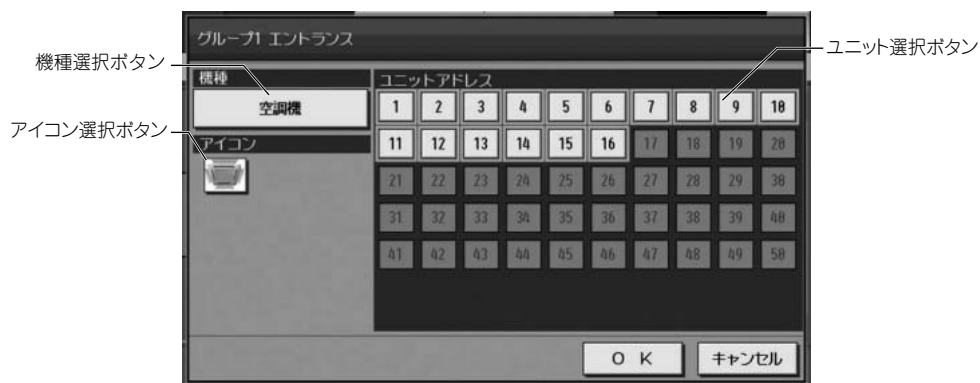 グループ1 エントランス
機種選択ボタン
ユニット選択ボタン
機種
ユニットアドレス
空調機
1 2 3 4 5 6 7 8 9 10
アイコン選択ボタン
アイコン
11 12 13 14 15 16 17 18 19 20
21 22 23 24 25 26 27 28 29 30
31 32 33 34 35 36 37 38 39 40
41 42 43 44 45 46 47 48 49 50
O K
キャンセル